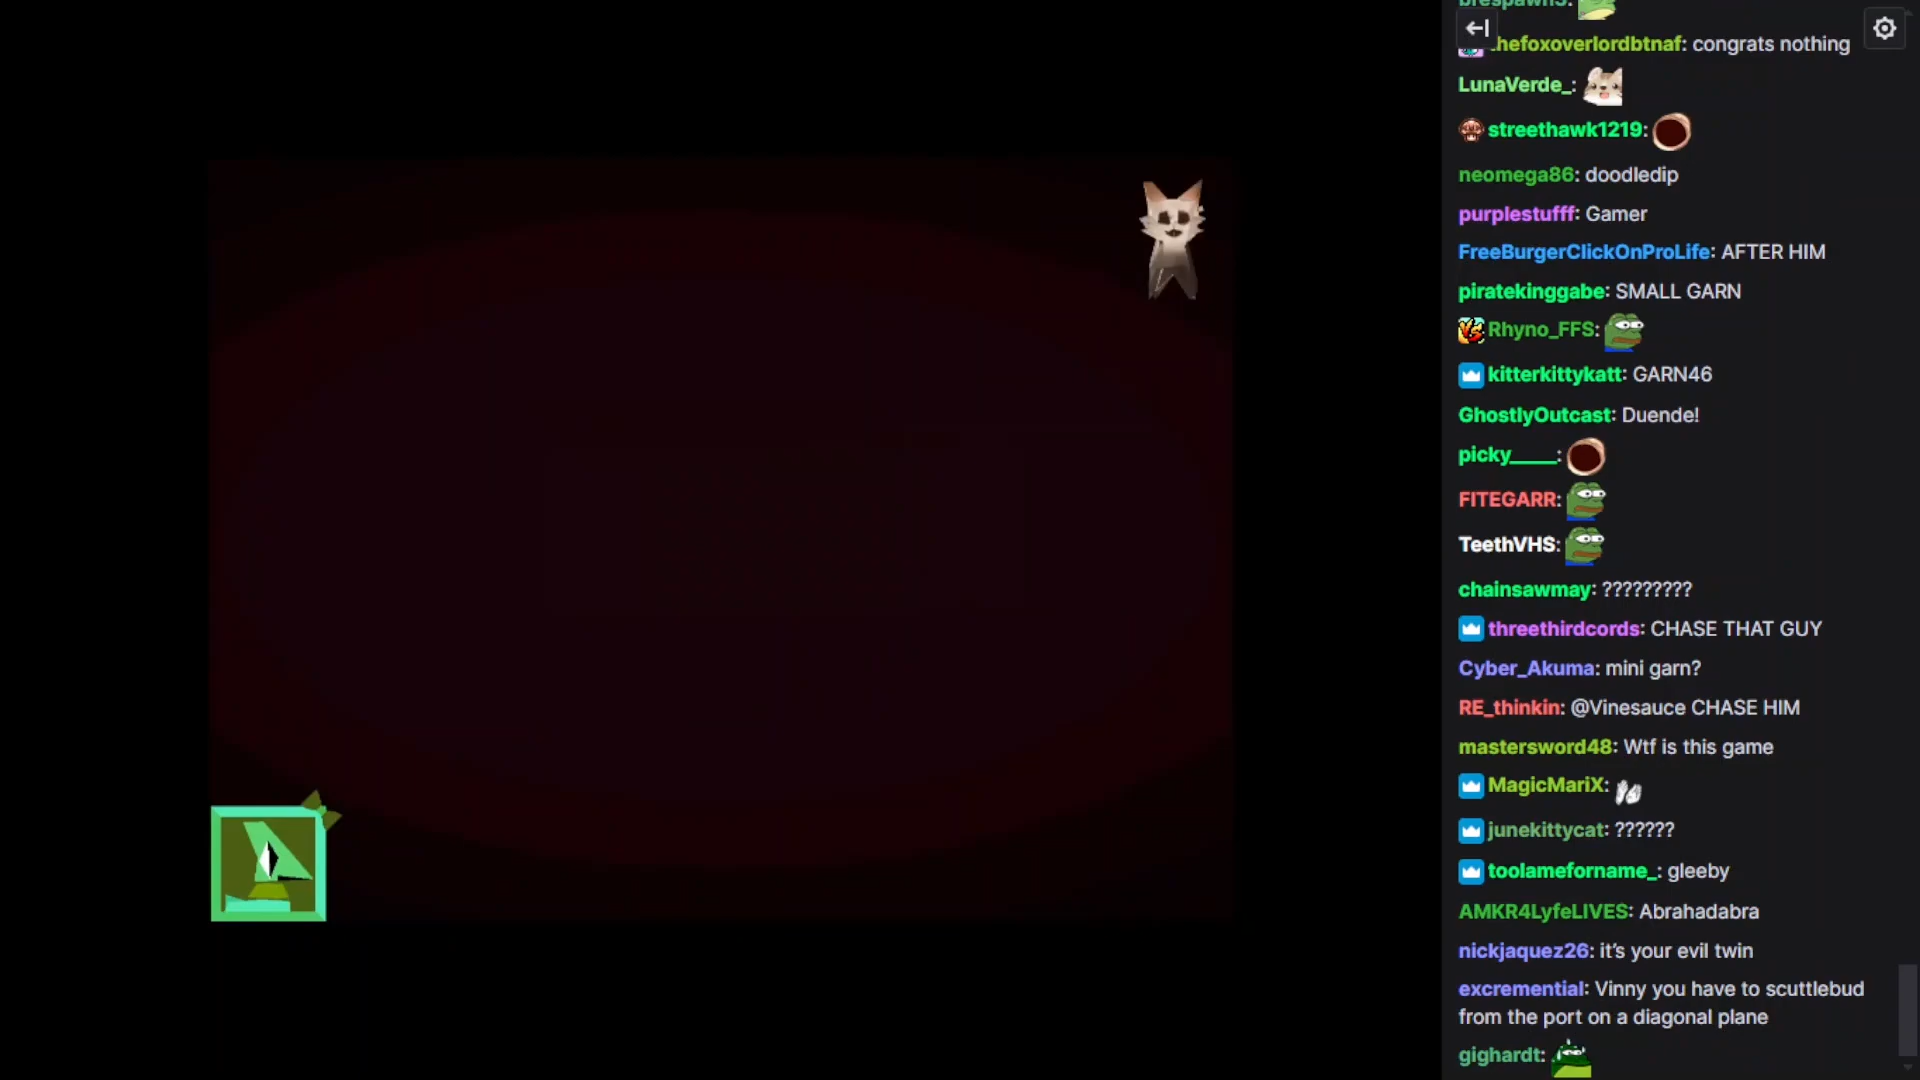 brespawn3:
thefoxoverlordbtnaf: congrats nothing
LunaVerde_:
streethawk1219:
neomega86: doodledip
purplestufff: Gamer
FreeBurgerClickOnProLife: AFTER HIM
piratekinggabe: SMALL GARN
Rhyno_FFS:
kitterkittykatt: GARN46
GhostlyOutcast: Duende!
picky_____:
FITEGARR:
TeethVHS:
chainsawmay: ?????????
threethirdcords: CHASE THAT GUY
Cyber_Akuma: mini garn?
RE_thinkin: @Vinesauce CHASE HIM
mastersword48: Wtf is this game
MagicMariX:
junekittycat: ??????
toolameforname_: gleeby
AMKR4LyfeLIVES: Abrahadabra
nickjaquez26: it's your evil twin
excremential: Vinny you have to scuttlebud
from the port on a diagonal plane
gighardt: